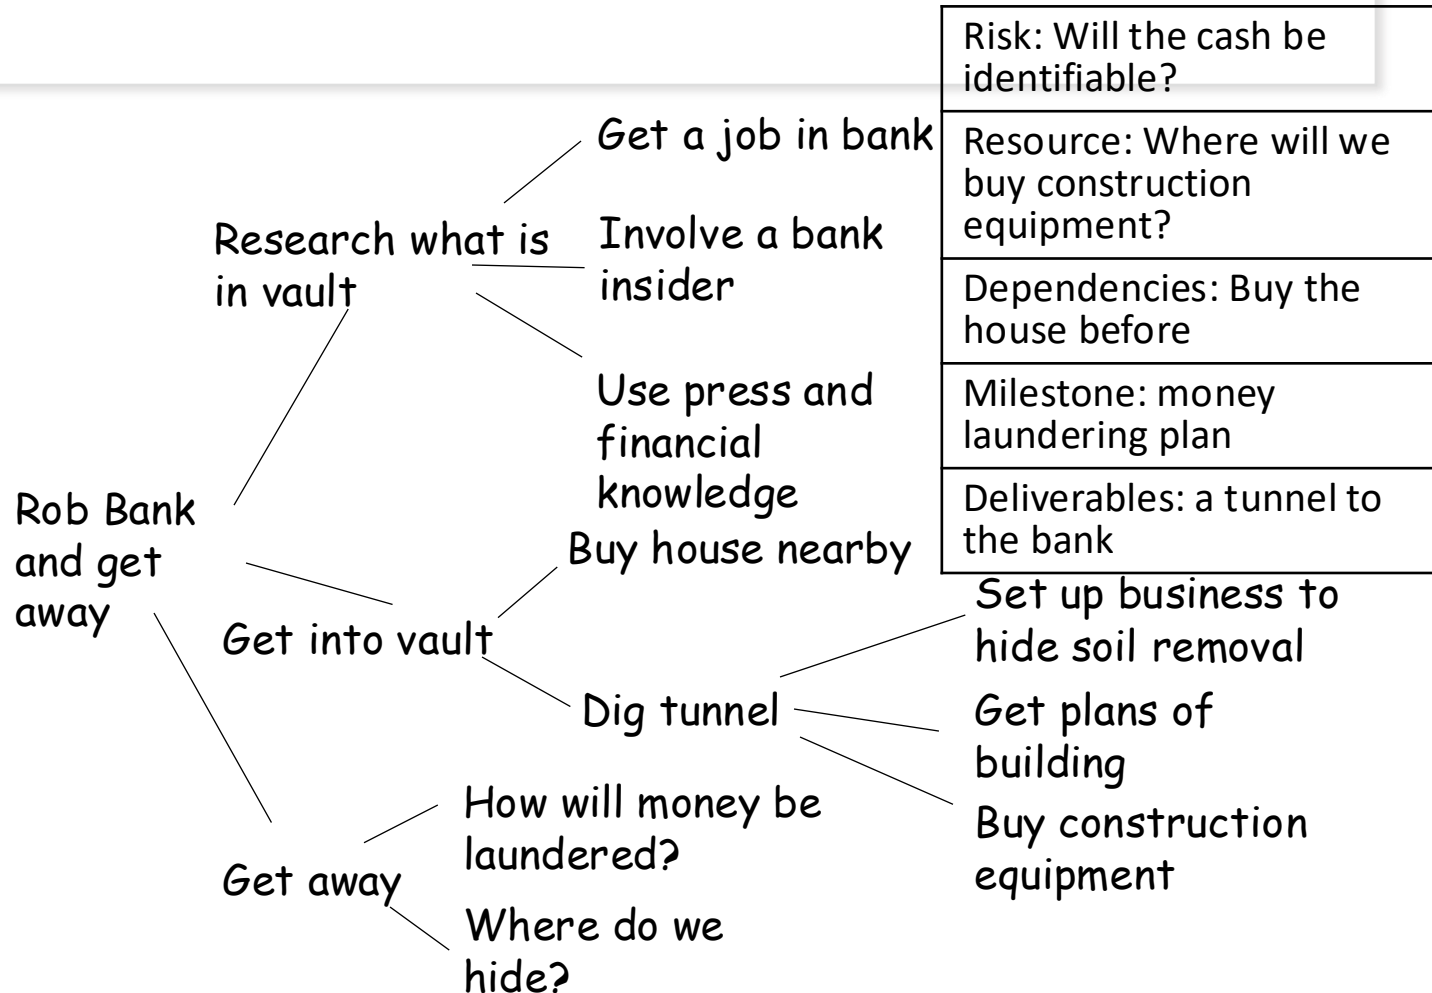 Risk: Will the cash be
identifiable?
Resource: Where will we
buy construction
equipment?
Dependencies: Buy the
house before
Milestone: money
laundering plan
Deliverables: a tunnel to
the bank
Rob Bank
and get
away
Research what is
in vault
Get a job in bank
Involve a bank
insider
Use press and
financial
knowledge
Get into vault
Buy house nearby
Dig tunnel
Set up business to
hide soil removal
Get plans of
building
Buy construction
equipment
Get away
How will money be
laundered?
Where do we
hide?